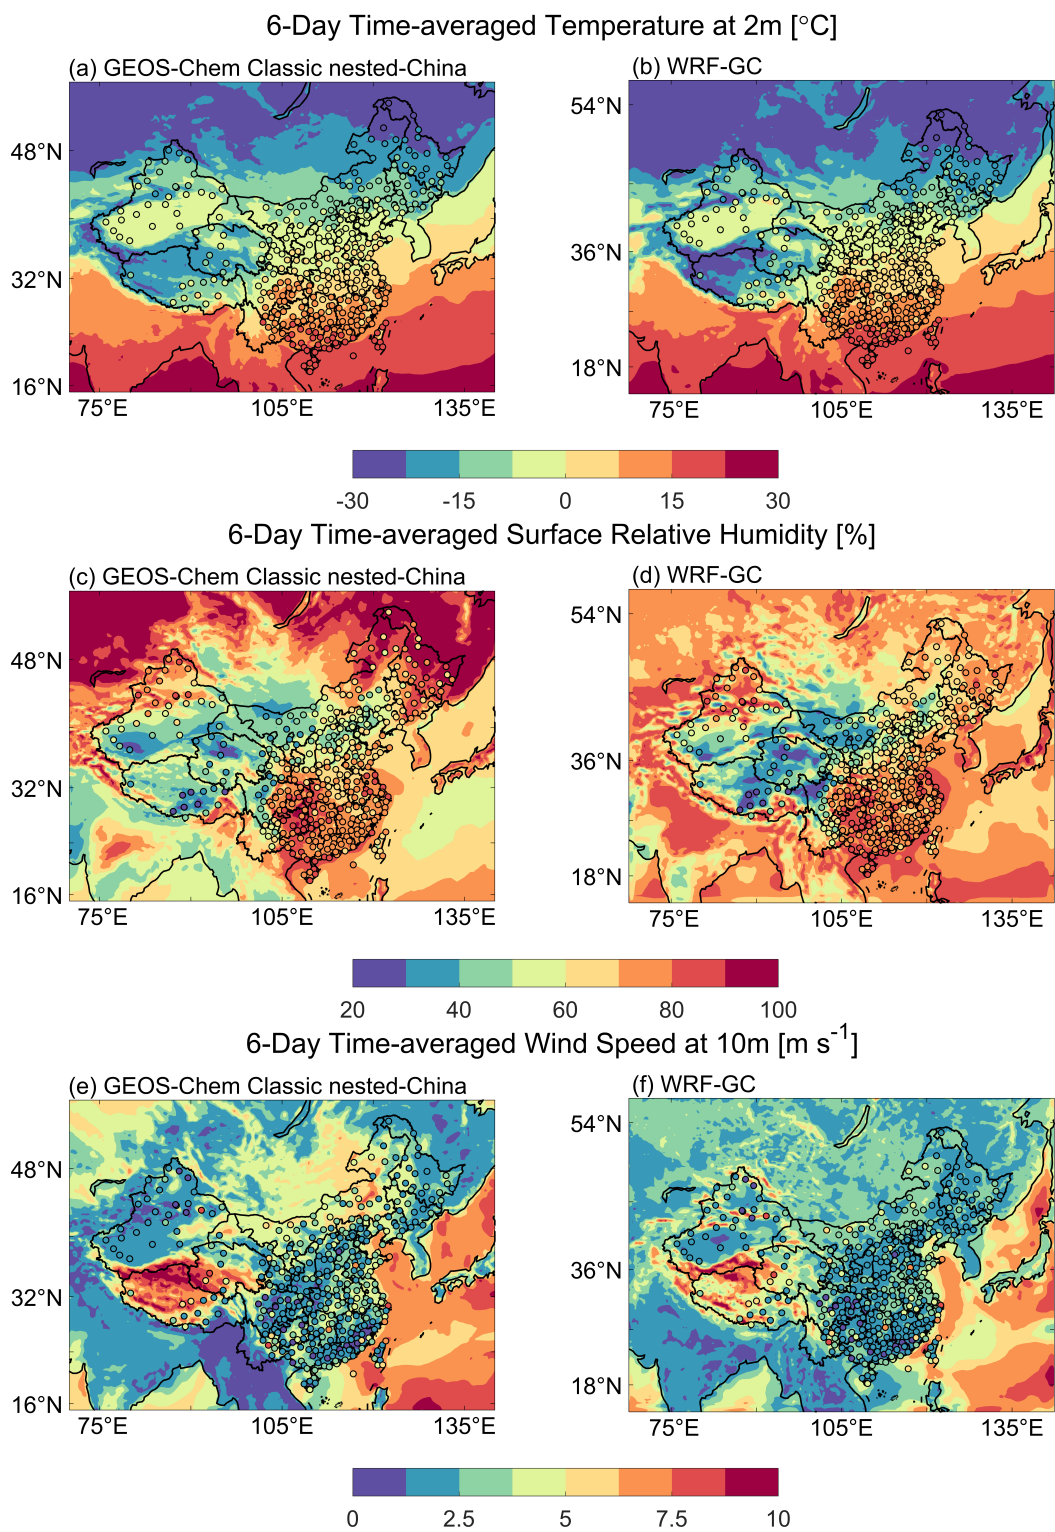 6-Day Time-averaged Temperature at 2m [°C]
(a) GEOS-Chem Classic nested-China
(b) WRF-GC
54°N
48°N
36°N
32°N
18°N
16°N
75°E 105°E 135°E
75°E 105°E 135°E
-30 -15 0 15 30
6-Day Time-averaged Surface Relative Humidity [%]
(c) GEOS-Chem Classic nested-China
(d) WRF-GC
54°N
48°N
36°N
32°N
18°N
16°N
75°E 105°E 135°E
75°E 105°E 135°E
20 40 60 80 100
6-Day Time-averaged Wind Speed at 10m [m s⁻¹]
(e) GEOS-Chem Classic nested-China
(f) WRF-GC
54°N
48°N
36°N
32°N
18°N
16°N
75°E 105°E 135°E
75°E 105°E 135°E
0 2.5 5 7.5 10